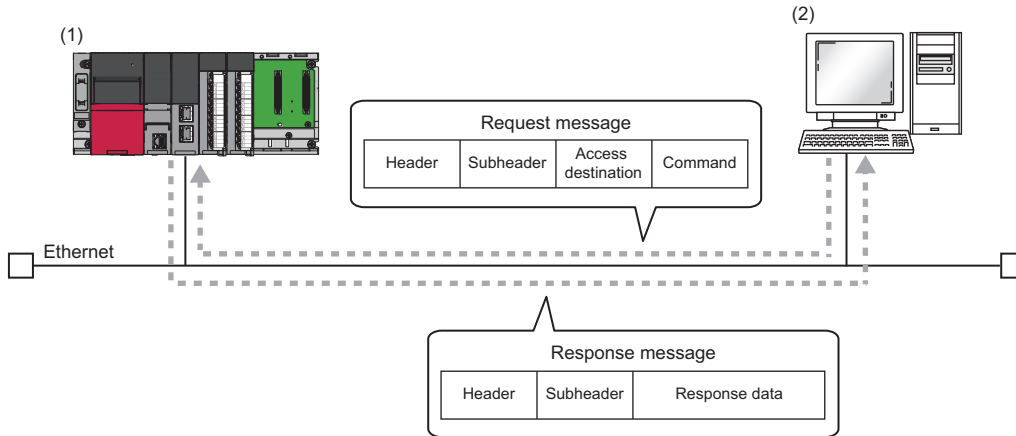 (1)
(2)
Request message
Header
Subheader
Access
destination
Command
Ethernet
Response message
Header
Subheader
Response data